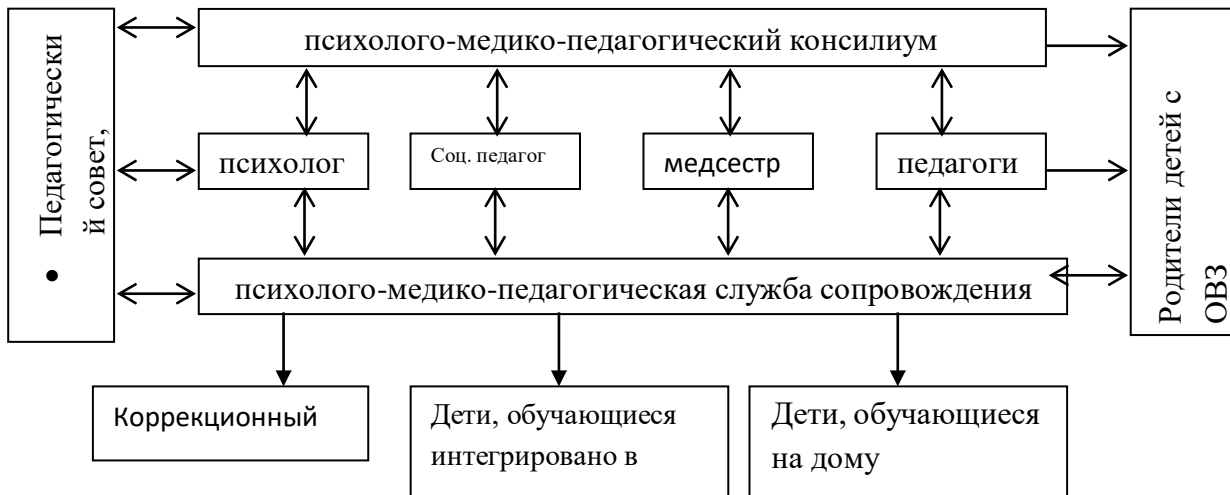 • Педагогически
й совет,
психолого-медико-педагогический консилиум
психолог
Соц. педагог
медсестр
педагоги
психолого-медико-педагогическая служба сопровождения
Родители детей с
ОВЗ
Коррекционный
Дети, обучающиеся
интегрировано в
Дети, обучающиеся
на дому